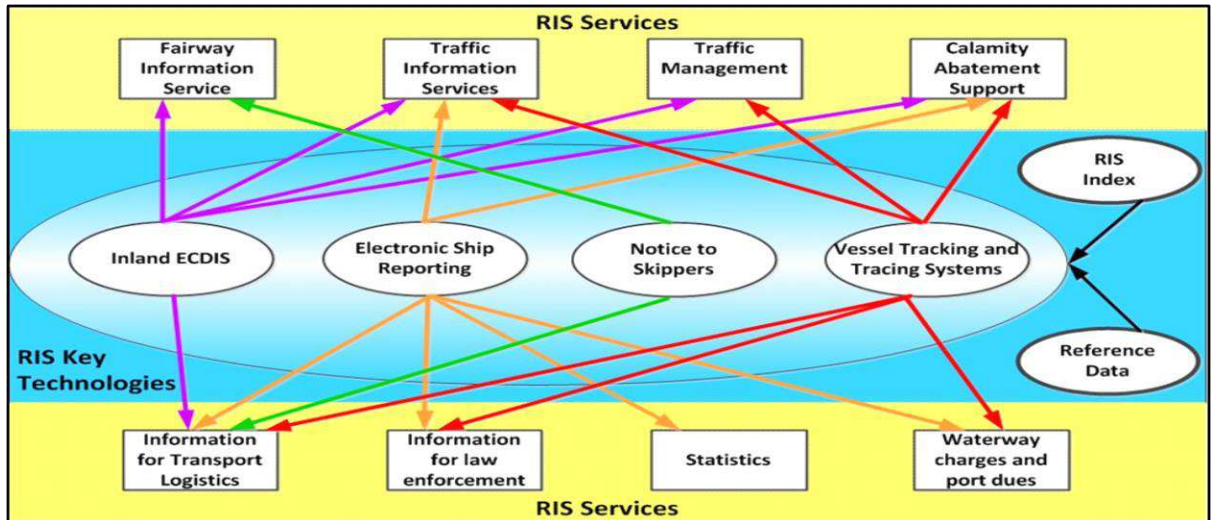 RIS Services
Fairway
Information
Service
Traffic
Information
Services
Traffic
Management
Calamity
Abatement
Support
RIS
Index
Inland ECDIS
Electronic Ship
Reporting
Notice to
Skippers
Vessel Tracking and
Tracing Systems
RIS Key
Technologies
Reference
Data
Information
for Transport
Logistics
Information
for law
enforcement
Statistics
Waterway
charges and
port dues
RIS Services